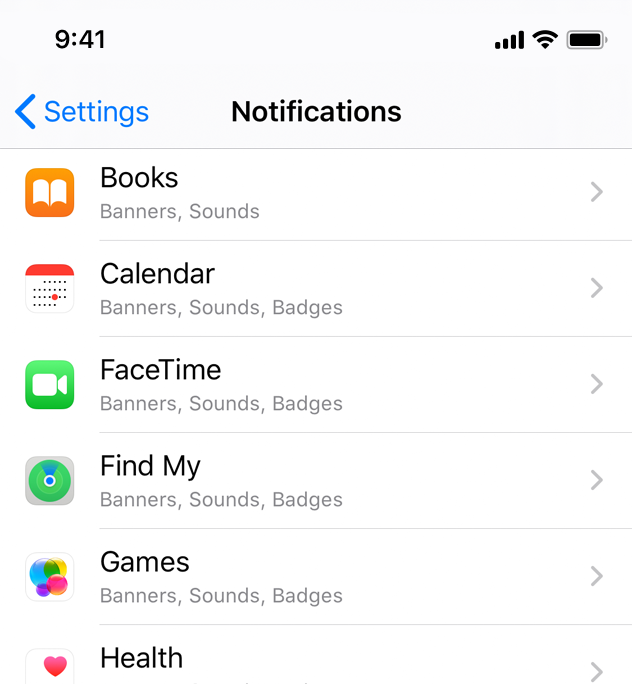 9:41
Settings
Notifications
Books
Banners, Sounds
Calendar
Banners, Sounds, Badges
FaceTime
Banners, Sounds, Badges
Find My
Banners, Sounds, Badges
Games
Banners, Sounds, Badges
Health